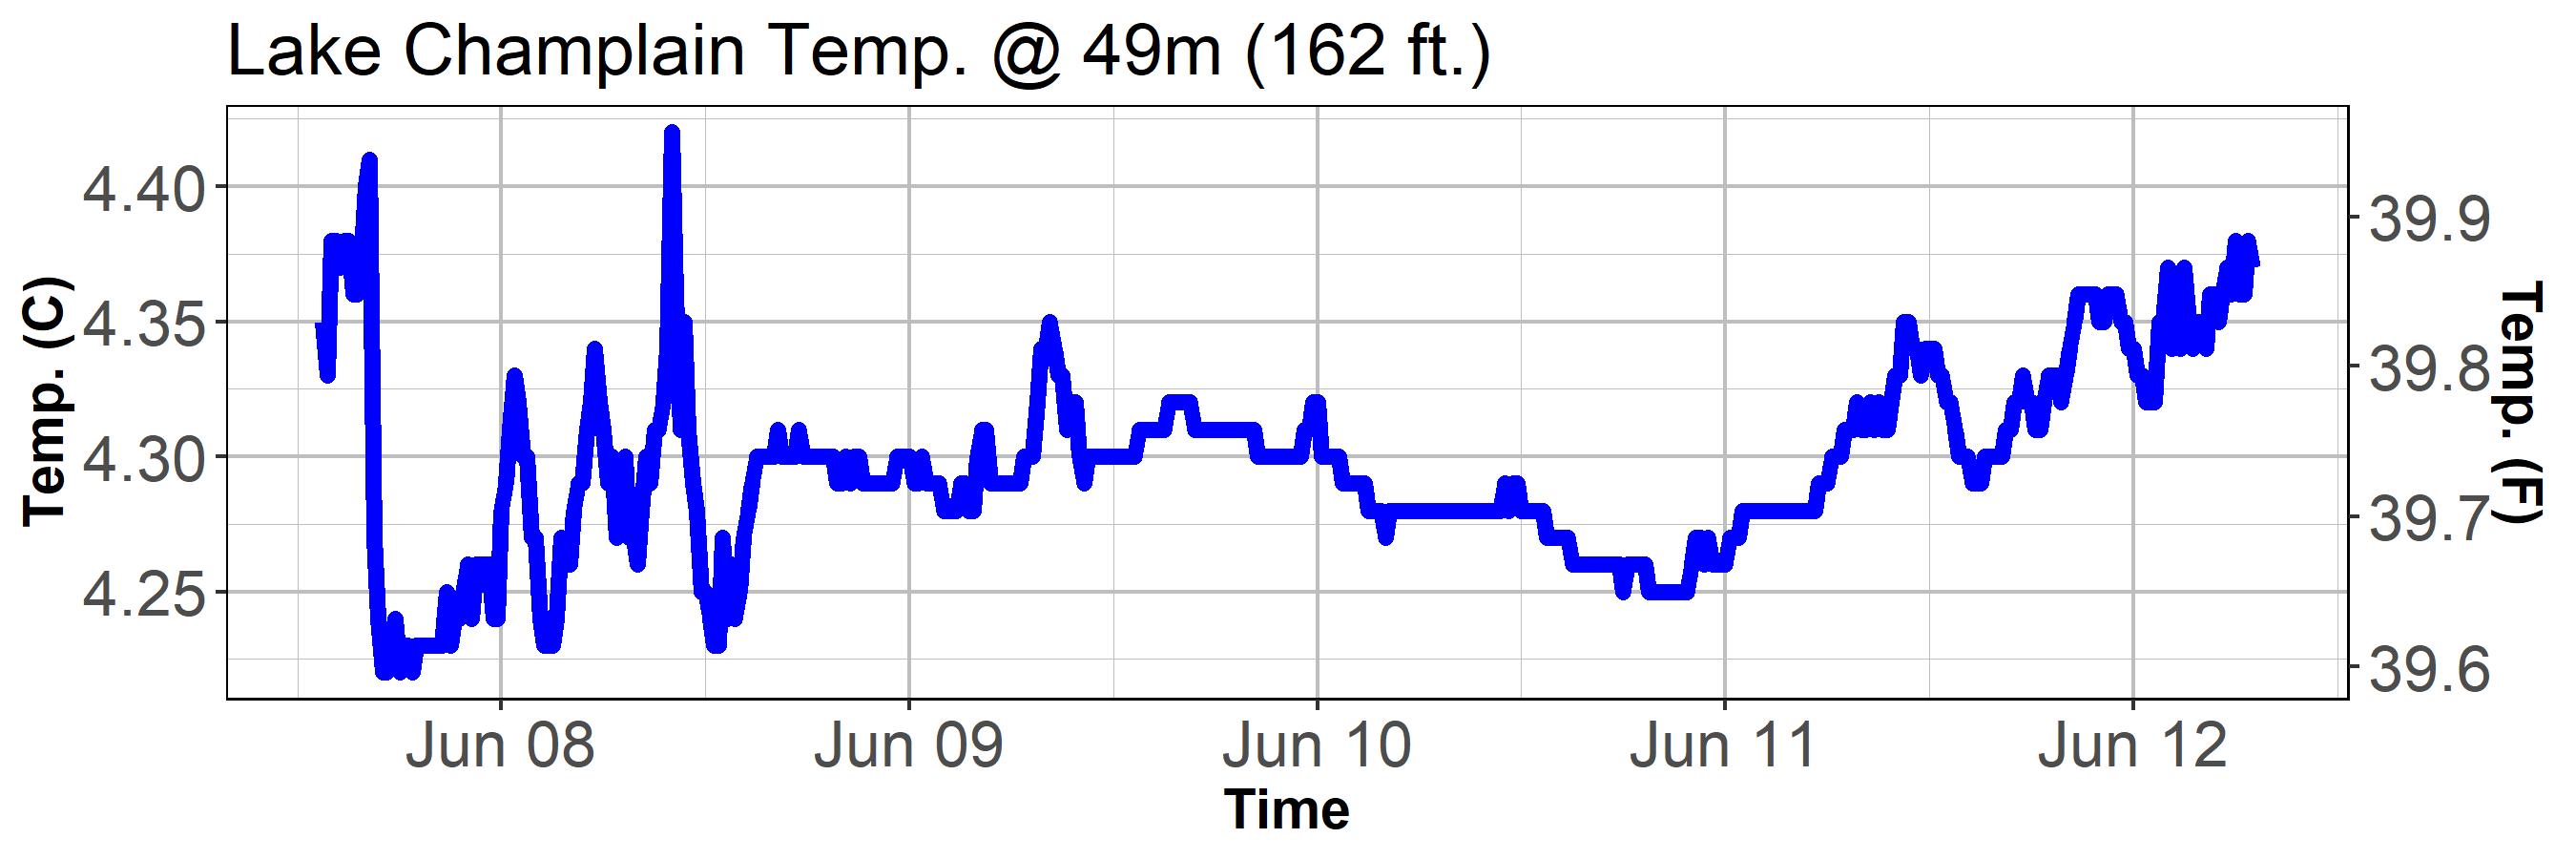 Lake Champlain Temp. @ 49m (162 ft.)
Temp. (C)
4.40
4.35
4.30
4.25
39.9
39.8
39.7
39.6
Temp. (F)
Jun 08 Jun 09 Jun 10 Jun 11 Jun 12
Time